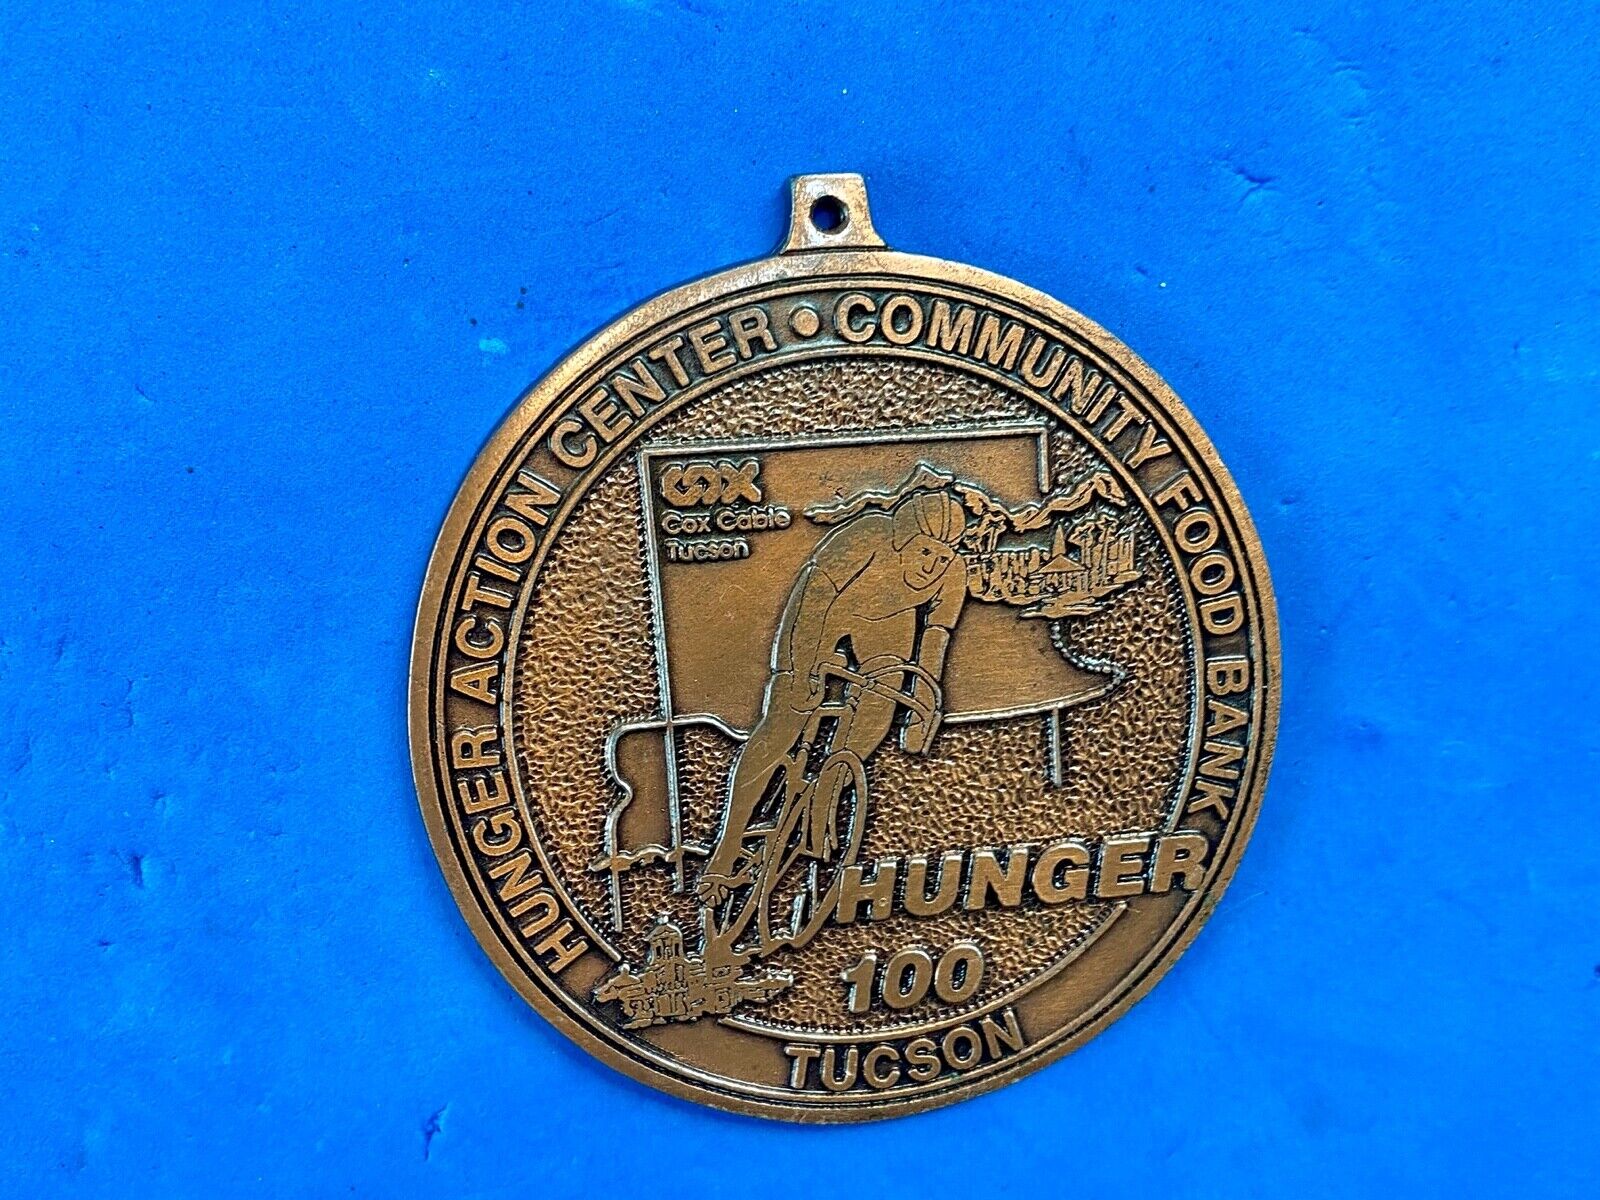 HUNGER ACTION CENTER • COMMUNITY FOOD BANK
COX
Cox Cable
Tucson
HUNGER
100
TUCSON